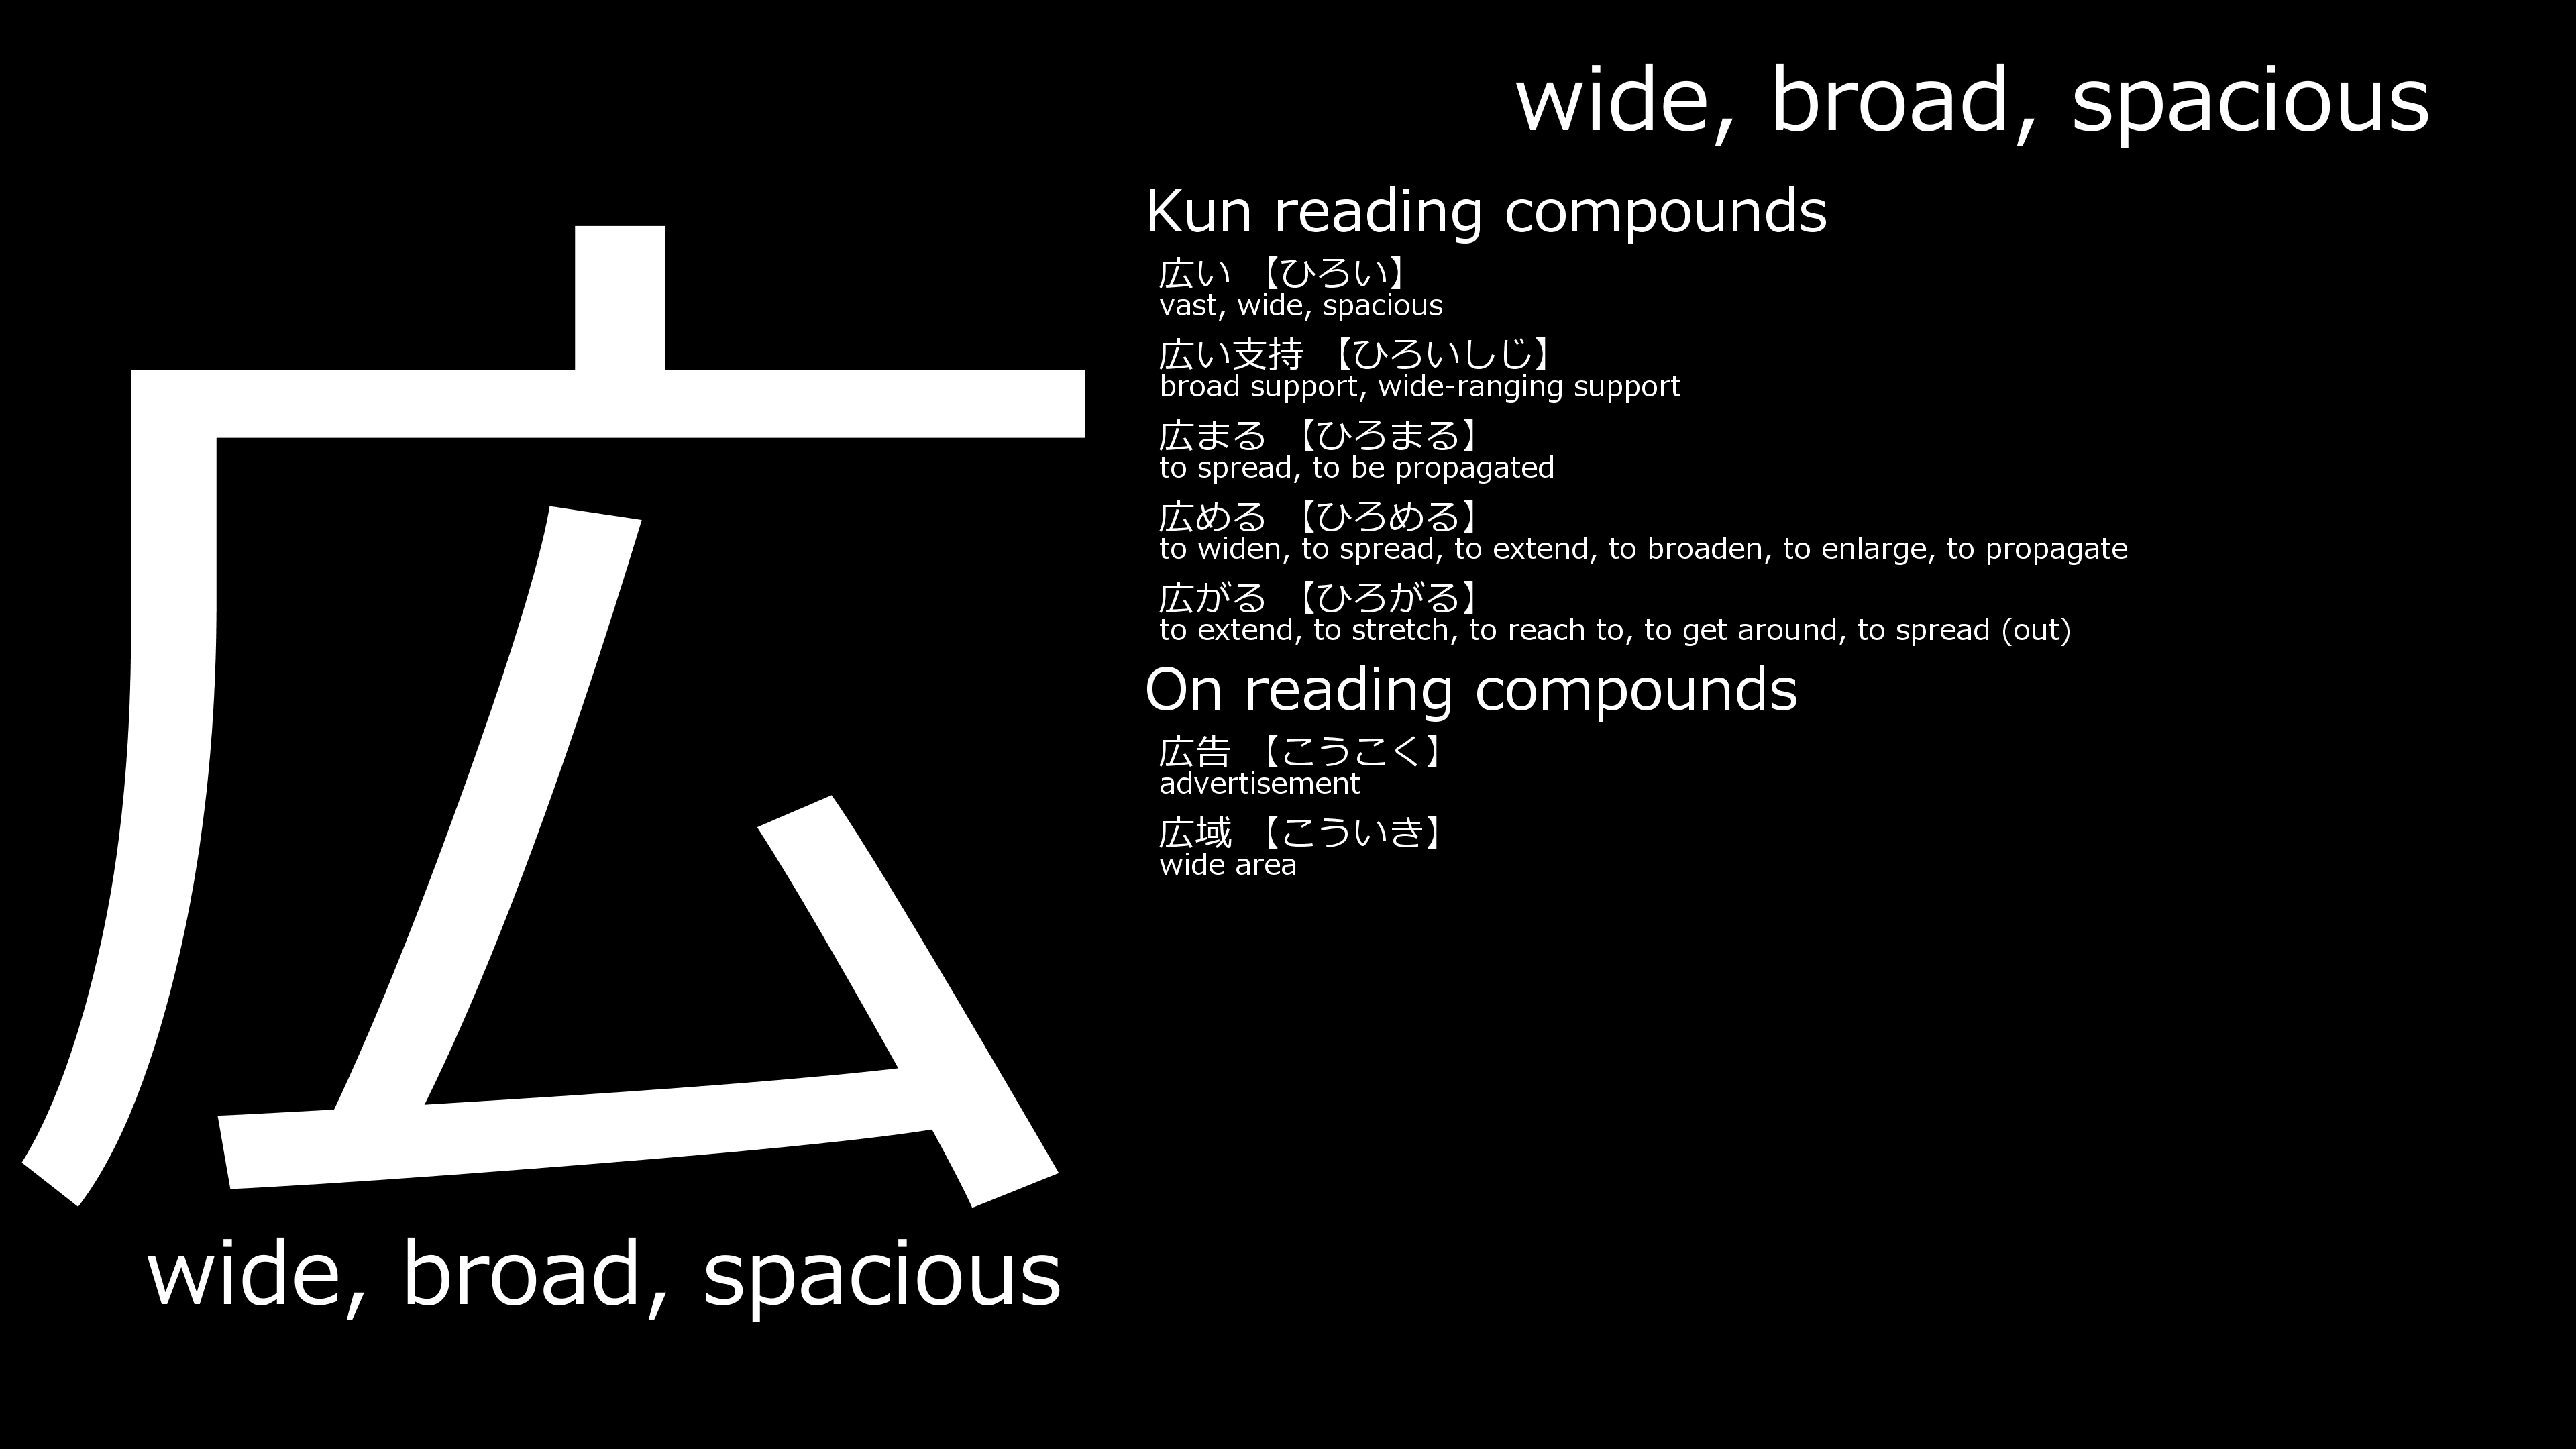 広
wide, broad, spacious
wide, broad, spacious
Kun reading compounds
広い 【ひろい】
vast, wide, spacious
広い支持 【ひろいしじ】
broad support, wide-ranging support
広まる 【ひろまる】
to spread, to be propagated
広める 【ひろめる】
to widen, to spread, to extend, to broaden, to enlarge, to propagate
広がる 【ひろがる】
to extend, to stretch, to reach to, to get around, to spread (out)
On reading compounds
広告 【こうこく】
advertisement
広域 【こういき】
wide area